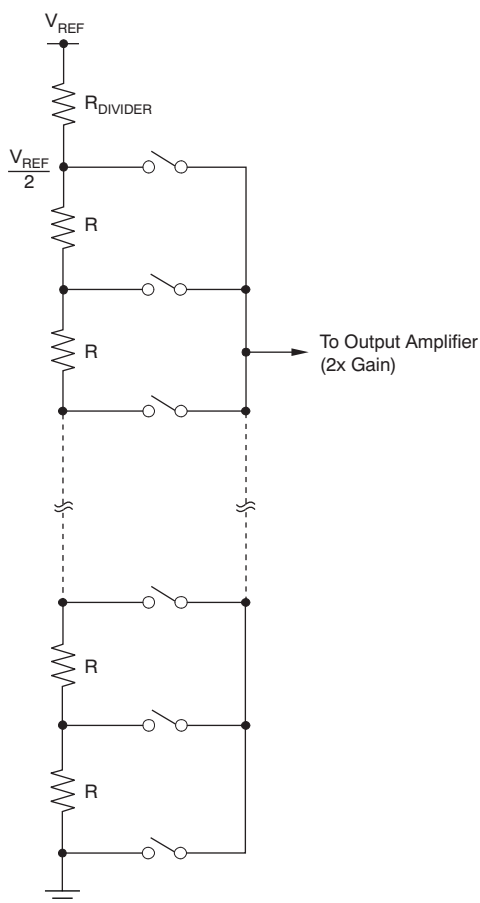 V_REF
R_DIVIDER
V_REF
2
R
R
To Output Amplifier
(2x Gain)
R
R